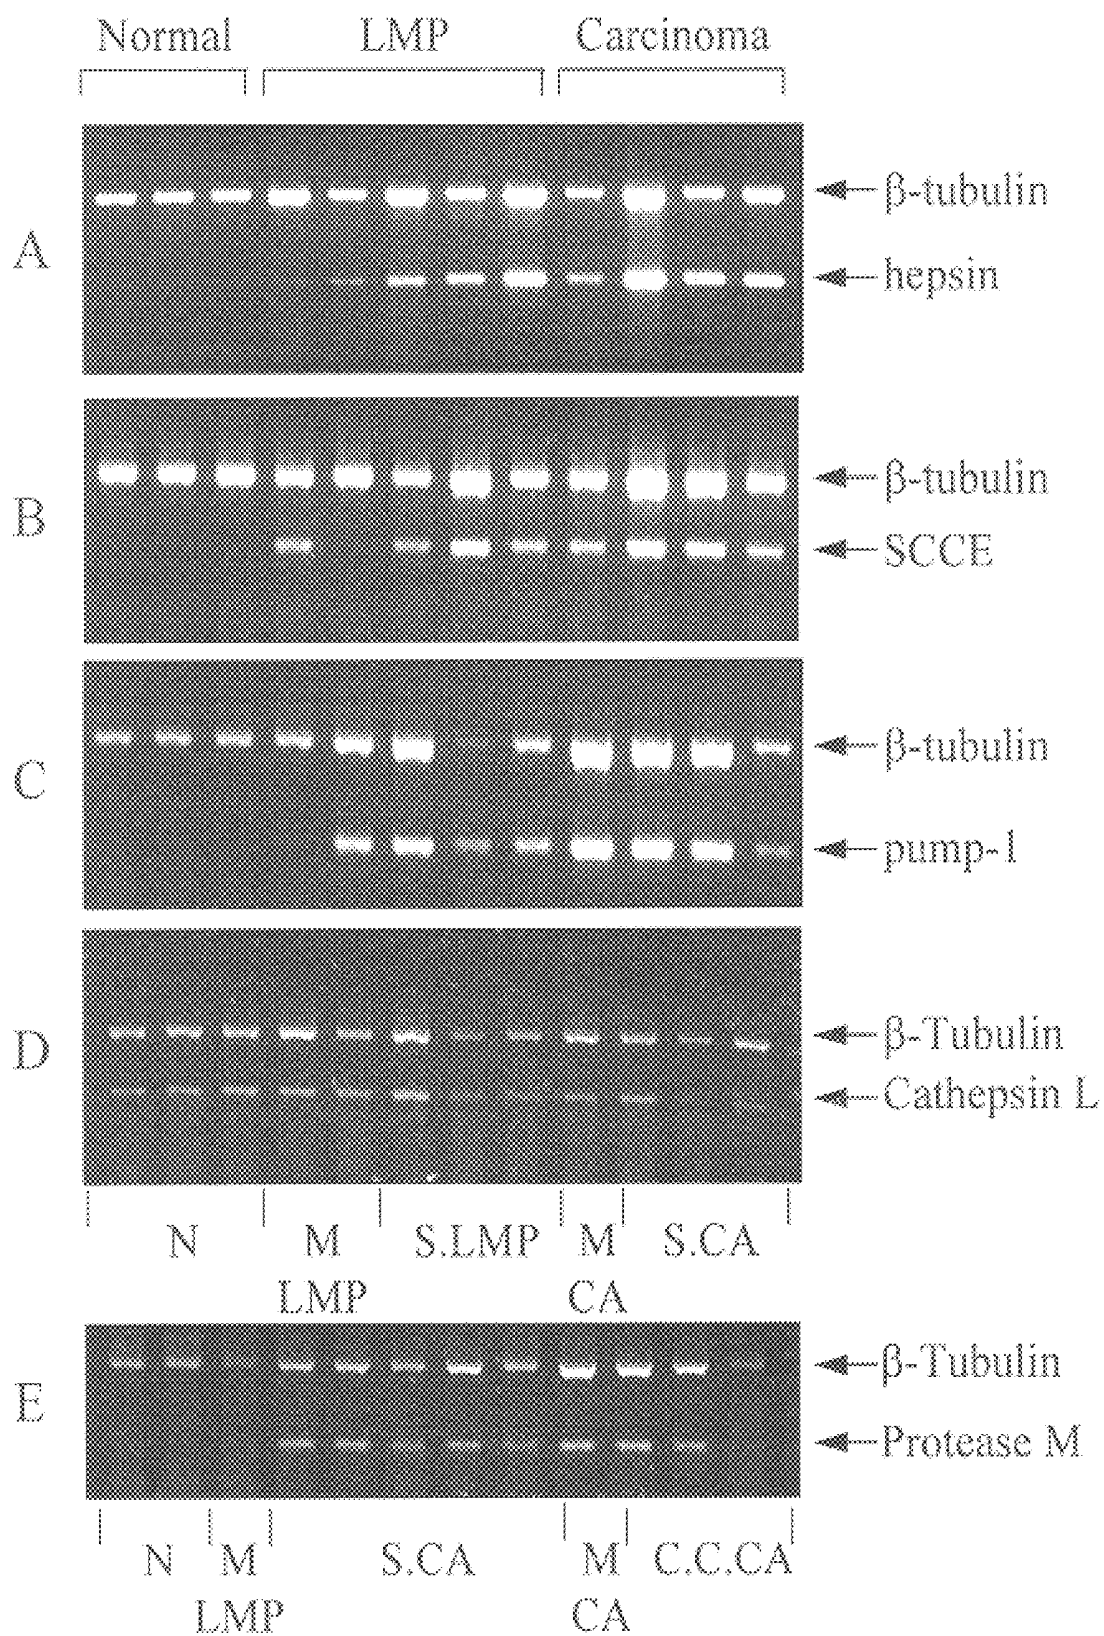 Normal LMP Carcinoma
A
β-tubulin
hepsin
B
β-tubulin
SCCE
C
β-tubulin
pump-1
D
β-Tubulin
Cathepsin L
N M S.LMP M S.CA
LMP CA
E
β-Tubulin
Protease M
N M S.CA M C.C.CA
LMP CA